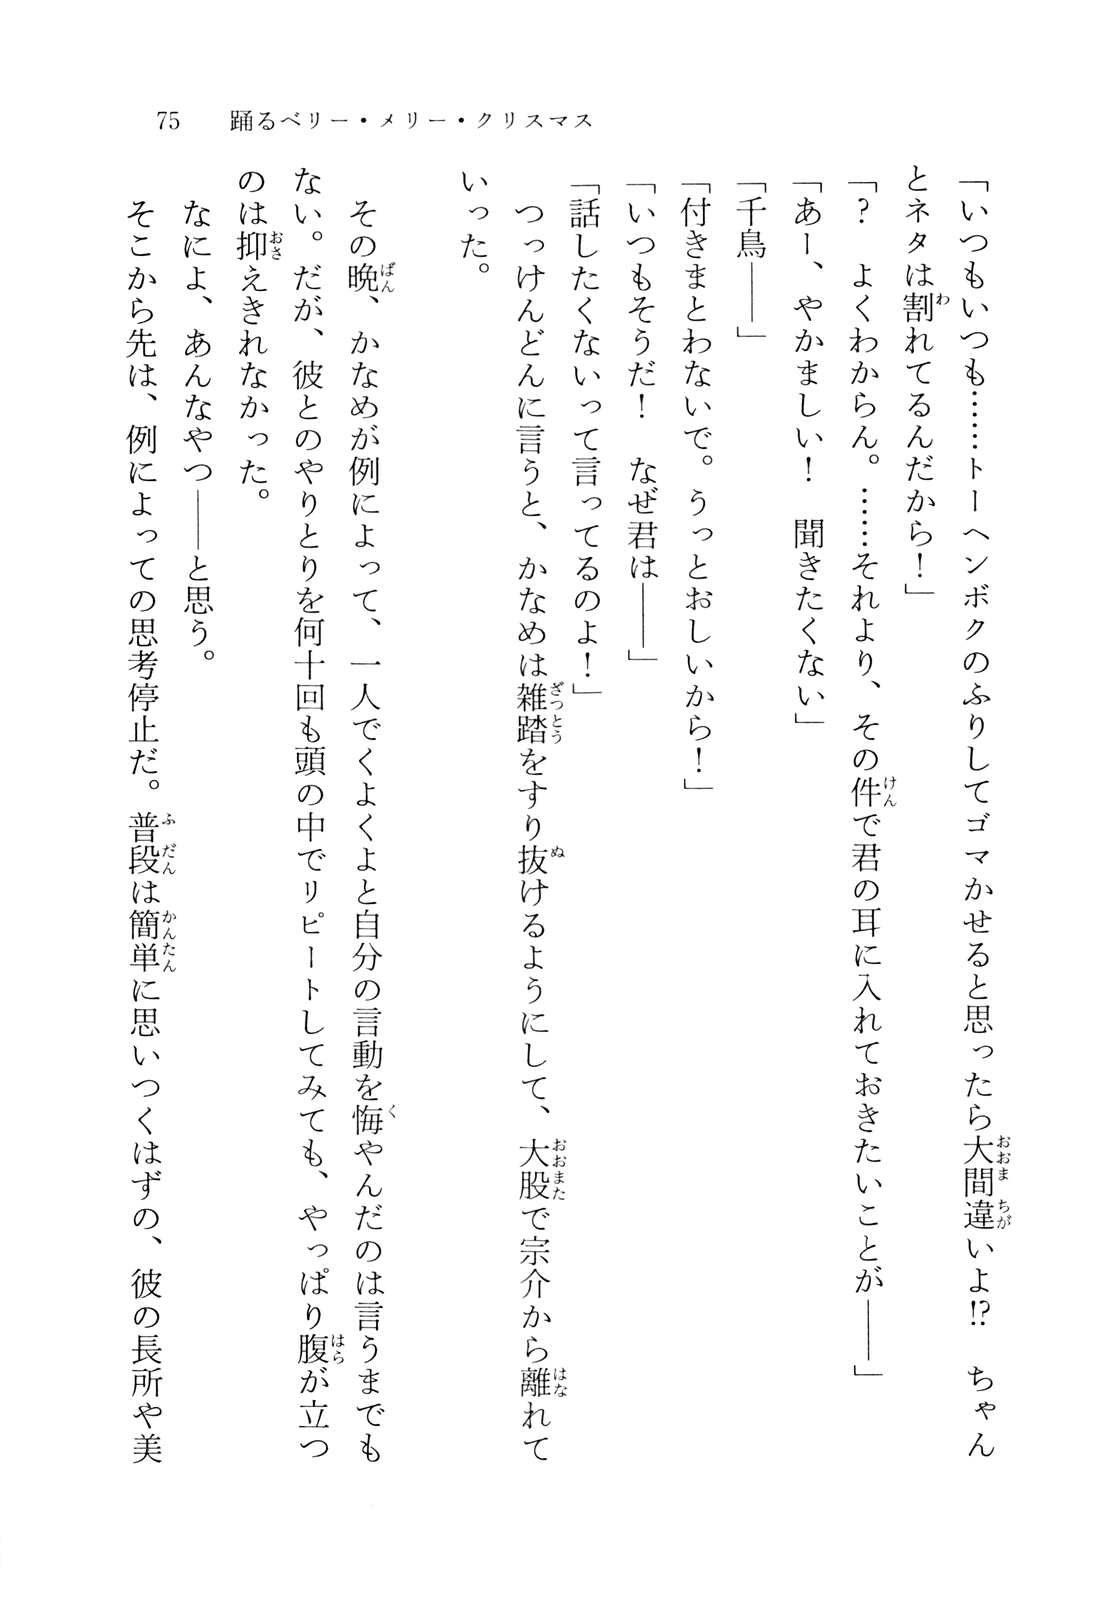 75　踊るベリー・メリー・クリスマス
「いつもいつも……トーヘンボクのふりしてゴマかせると思ったら大間違いよ!?　ちゃん
とネタは割れてるんだから！」
「？　よくわからん。……それより、その件で君の耳に入れておきたいことが――」
「あー、やかましい！　聞きたくない」
「千鳥――」
「付きまとわないで。うっとおしいから！」
「いつもそうだ！　なぜ君は――」
「話したくないって言ってるのよ！」
　つっけんどんに言うと、かなめは雑踏をすり抜けるようにして、大股で宗介から離れて
いった。
　その晩、かなめが例によって、一人でくよくよと自分の言動を悔やんだのは言うまでも
ない。だが、彼とのやりとりを何十回も頭の中でリピートしてみても、やっぱり腹が立つ
のは抑えきれなかった。
　なによ、あんなやつ――と思う。
　そこから先は、例によっての思考停止だ。普段は簡単に思いつくはずの、彼の長所や美